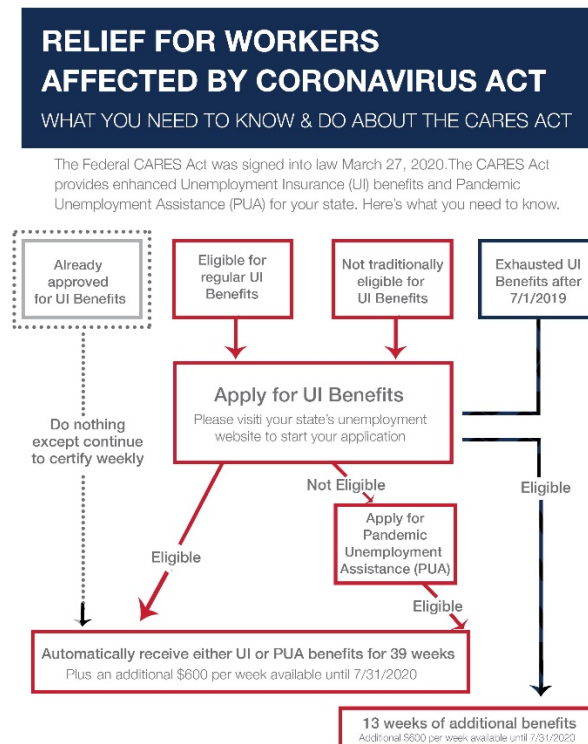 RELIEF FOR WORKERS
AFFECTED BY CORONAVIRUS ACT
WHAT YOU NEED TO KNOW & DO ABOUT THE CARES ACT
The Federal CARES Act was signed into law March 27, 2020.The CARES Act
provides enhanced Unemployment Insurance (UI) benefits and Pandemic
Unemployment Assistance (PUA) for your state. Here's what you need to know.
Already
approved
for UI Benefits
Eligible for
regular UI
Benefits
Not traditionally
eligible for
UI Benefits
Exhausted UI
Benefits after
7/1/2019
Apply for UI Benefits
Please visiti your state's unemployment
website to start your application
Do nothing
except continue
to certify weekly
Not Eligible
Eligible
Apply for
Pandemic
Unemployment
Assistance (PUA)
Eligible
Eligible
Automatically receive either UI or PUA benefits for 39 weeks
Plus an additional $600 per week available until 7/31/2020
13 weeks of additional benefits
Additional $600 per week available until 7/31/2020